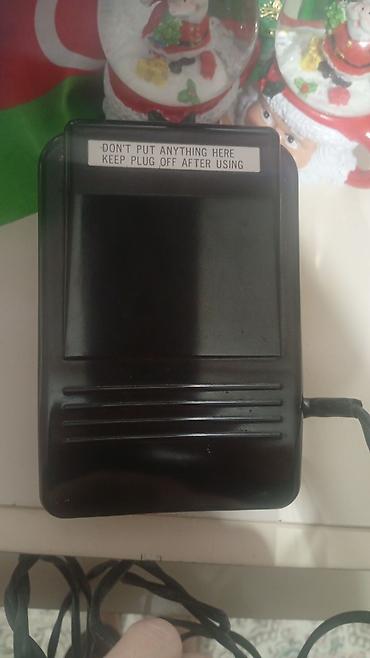 DON'T PUT ANYTHING HERE
KEEP PLUG OFF AFTER USING